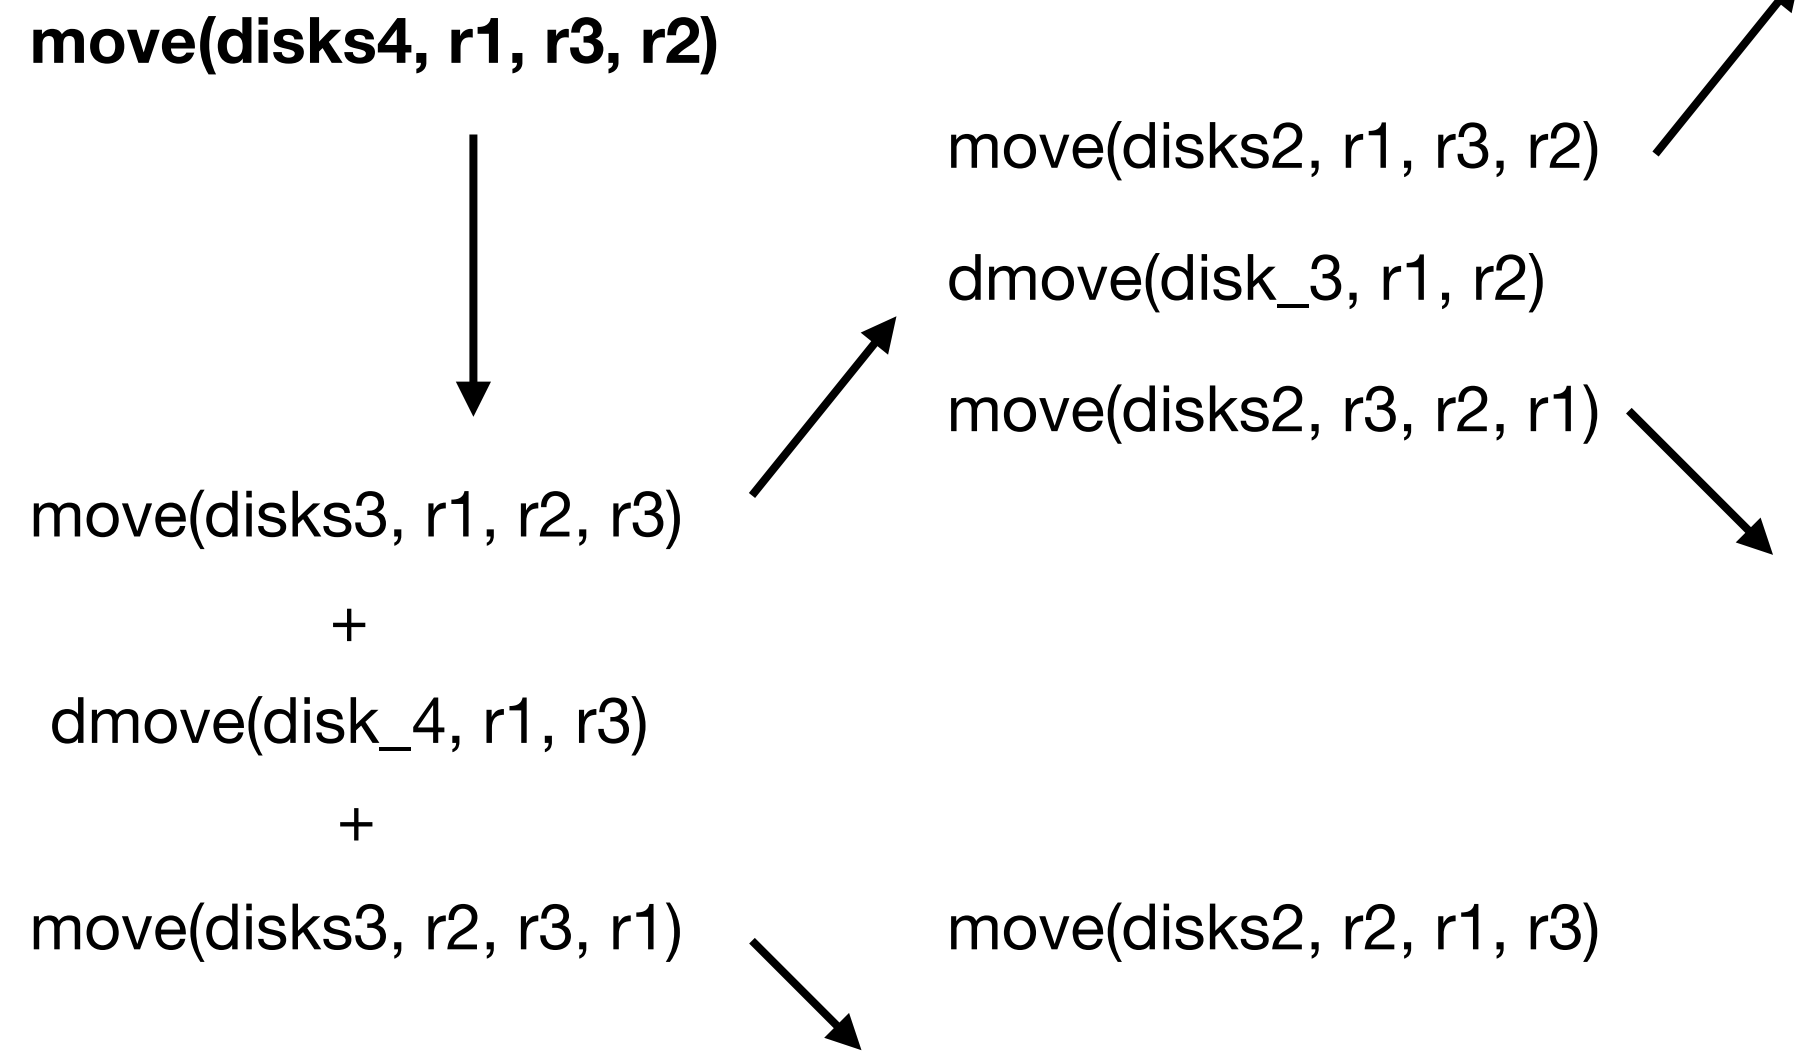 move(disks4, r1, r3, r2)
move(disks3, r1, r2, r3)
+
dmove(disk_4, r1, r3)
+
move(disks3, r2, r3, r1)
move(disks2, r1, r3, r2)
dmove(disk_3, r1, r2)
move(disks2, r3, r2, r1)
move(disks2, r2, r1, r3)